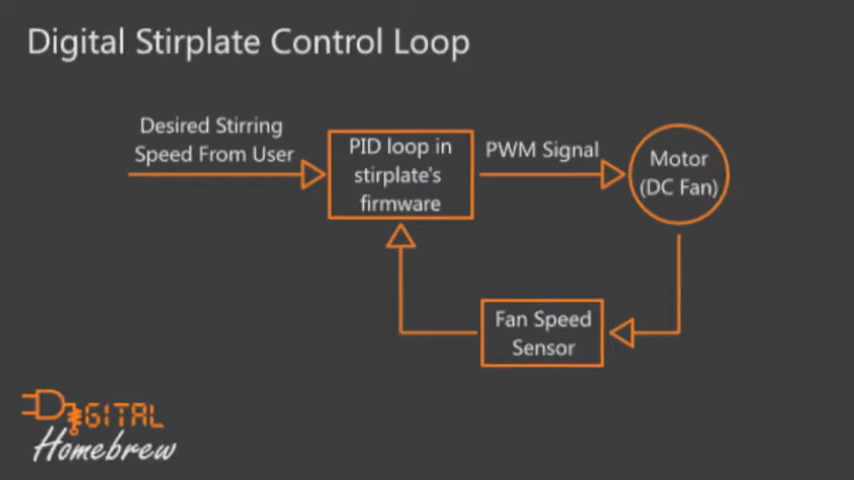 Digital Stirplate Control Loop
Desired Stirring
Speed From User
PID loop in
stirplate's
firmware
PWM Signal
Motor
(DC Fan)
Fan Speed
Sensor
DIGITAL
Homebrew